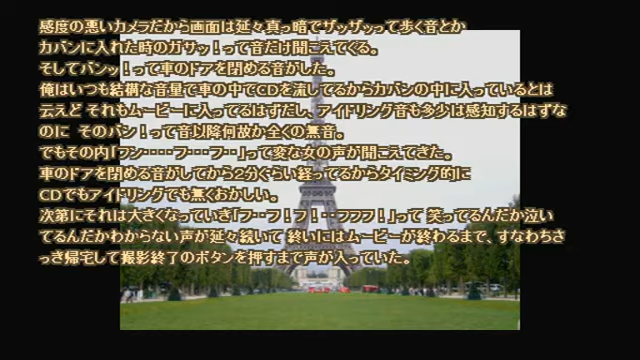 感度の悪いカメラだから画面は延々真っ暗でザッザッって歩く音とか
カバンに入れた時のガサッ！って音だけ聞こえてくる。
そしてバンッ！って車のドアを閉める音がした。
俺はいつも結構な音量で車の中でCDを流してるからカバンの中に入っているとは
云えど それもムービーに入ってるはずだし、アイドリング音も多少は感知するはずな
のに そのバン！って音以降何故か全くの無音。
でもその内「フン・・・・フ・・・フ・・」って変な女の声が聞こえてきた。
車のドアを閉める音がしてから２分くらい経ってるからタイミング的に
CDでもアイドリングでも無くおかしい。
次第にそれは大きくなっていき「フ・・フ！フ！・・フフフ！」って 笑ってるんだか泣い
てるんだかわからない声が延々続いて 終いにはムービーが終わるまで、すなわちさ
っき帰宅して撮影終了のボタンを押すまで声が入っていた。